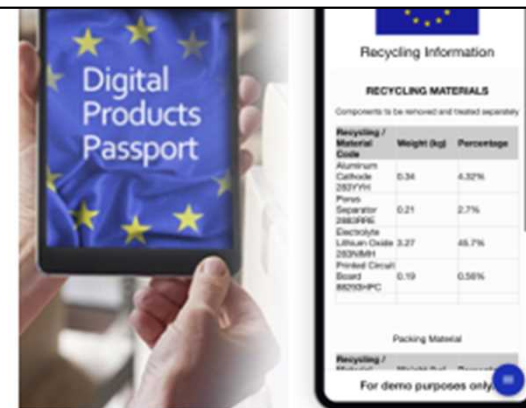 Digital
Products
Passport
Recycling Information
RECYCLING MATERIALS
Components to be removed and treated separately
Recycling /
Material
Code
Weight (kg)
Percentage
Aluminum
Cathode
0.34
4.32%
Porus
Separator
0.21
2.7%
Electrolyte
Lithium Oxide
3.27
45.7%
Printed Circuit
Board
0.19
0.56%
Packing Material
Recycling /
For demo purposes only